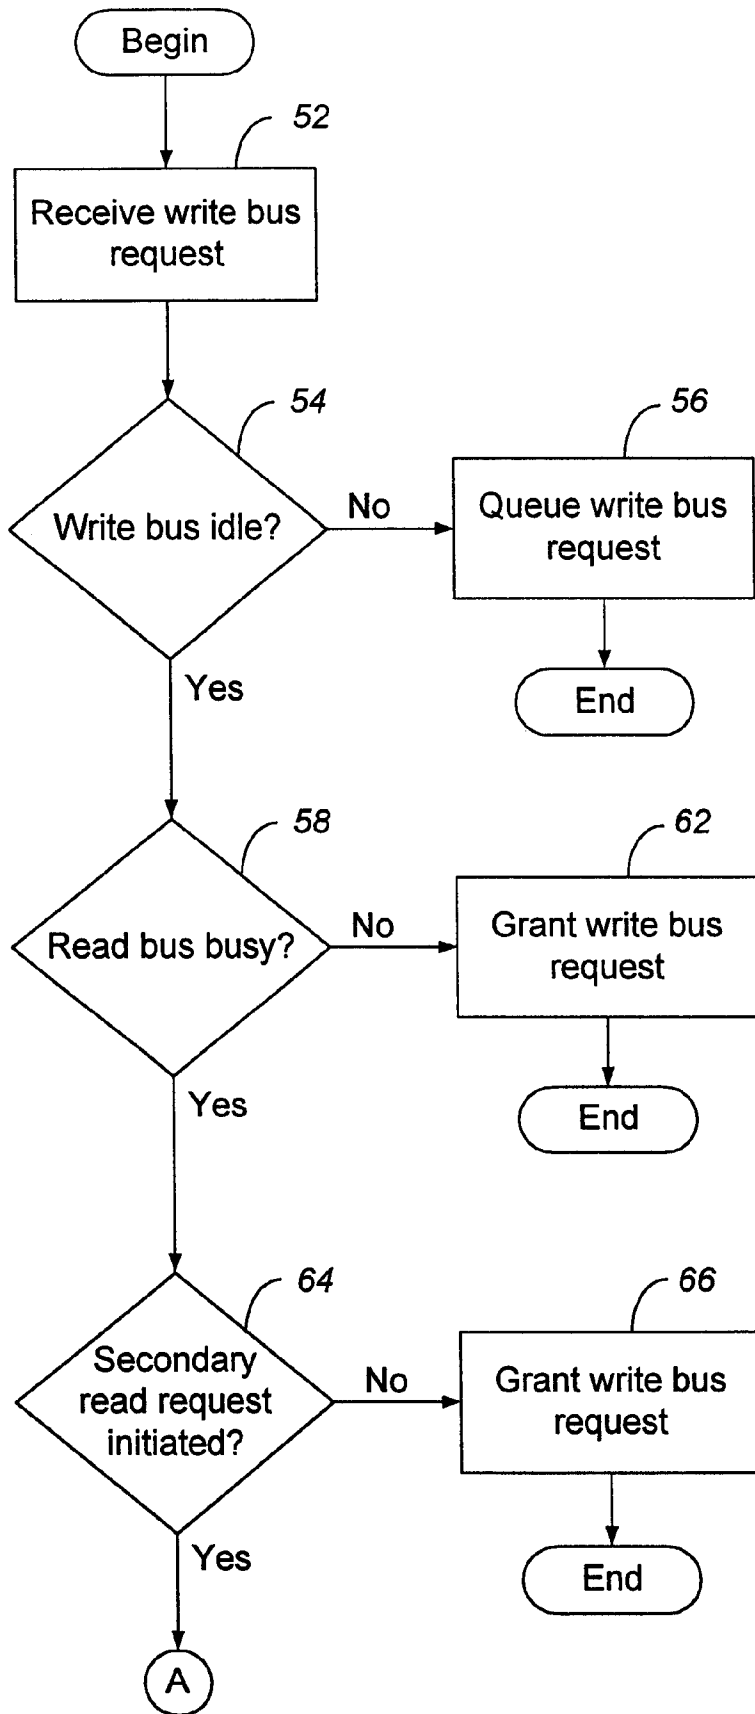 Begin
52
Receive write bus
request
54
Write bus idle?
No
56
Queue write bus
request
End
Yes
58
Read bus busy?
No
62
Grant write bus
request
End
Yes
64
Secondary
read request
initiated?
No
66
Grant write bus
request
End
Yes
A